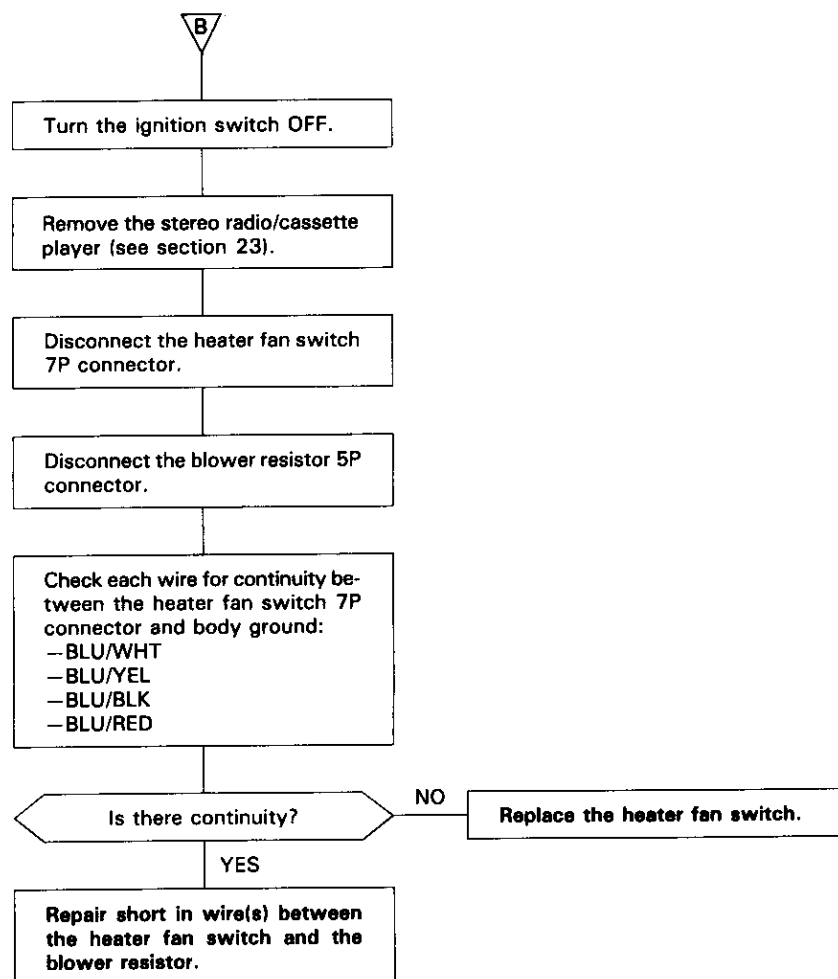 B
Turn the ignition switch OFF.
Remove the stereo radio/cassette
player (see section 23).
Disconnect the heater fan switch
7P connector.
Disconnect the blower resistor 5P
connector.
Check each wire for continuity be-
tween the heater fan switch 7P
connector and body ground:
—BLU/WHT
—BLU/YEL
—BLU/BLK
—BLU/RED
Is there continuity?
NO
Replace the heater fan switch.
YES
Repair short in wire(s) between
the heater fan switch and the
blower resistor.